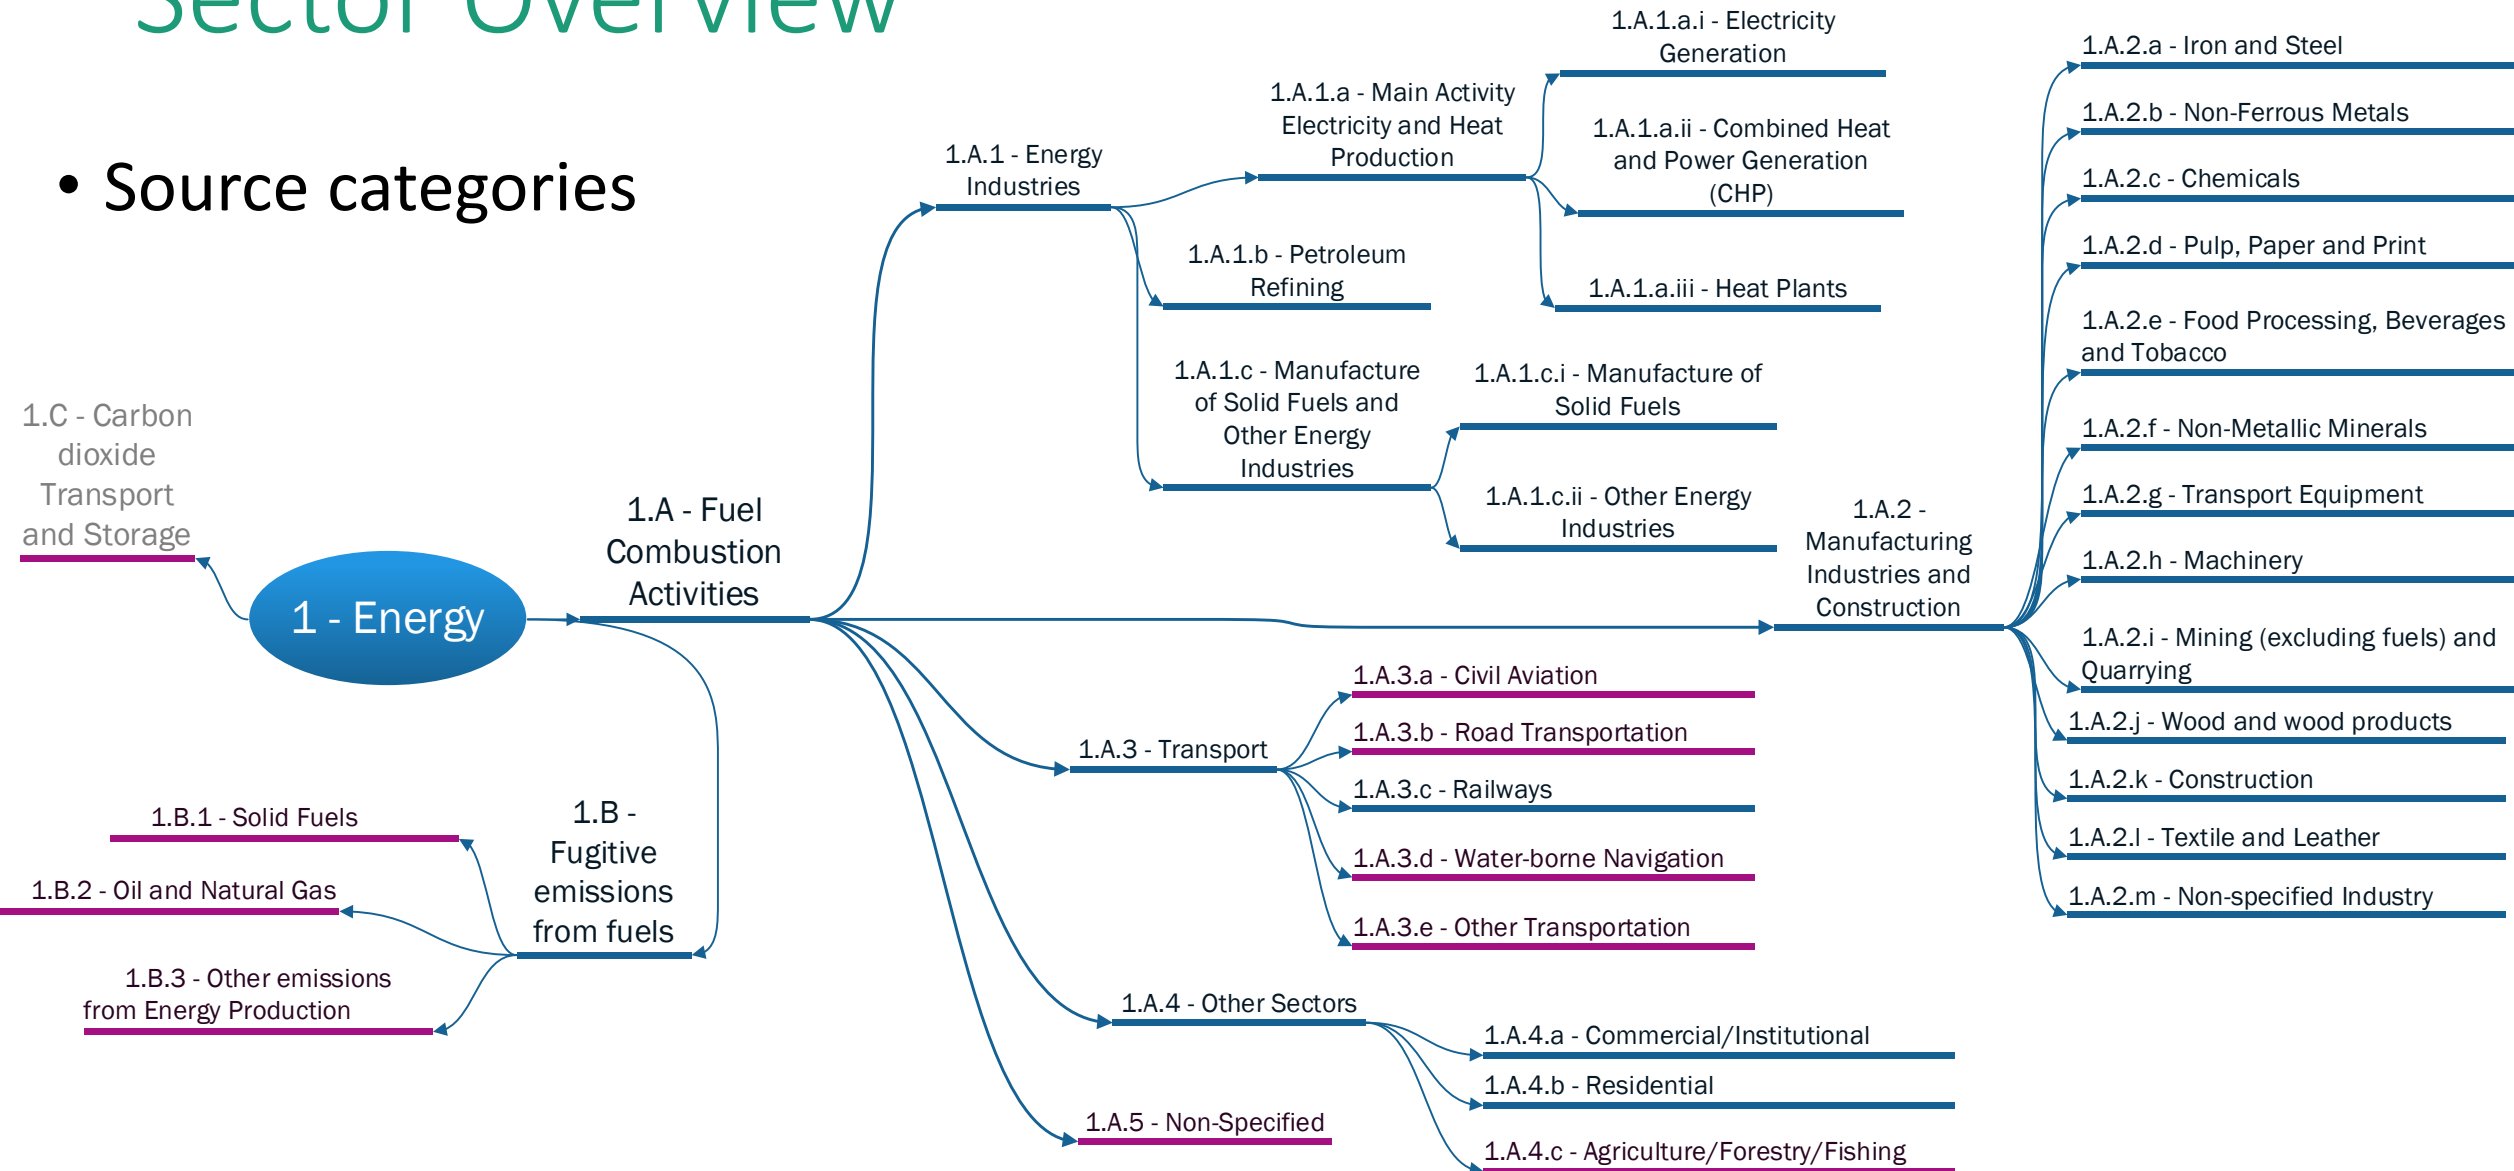 Sector Overview
• Source categories
1 - Energy
1.C - Carbon
dioxide
Transport
and Storage
1.A - Fuel
Combustion
Activities
1.A.1 - Energy
Industries
1.A.1.a - Main Activity
Electricity and Heat
Production
1.A.1.a.i - Electricity
Generation
1.A.1.a.ii - Combined Heat
and Power Generation
(CHP)
1.A.1.a.iii - Heat Plants
1.A.1.b - Petroleum
Refining
1.A.1.c - Manufacture
of Solid Fuels and
Other Energy
Industries
1.A.1.c.i - Manufacture of
Solid Fuels
1.A.1.c.ii - Other Energy
Industries
1.A.2 -
Manufacturing
Industries and
Construction
1.A.2.a - Iron and Steel
1.A.2.b - Non-Ferrous Metals
1.A.2.c - Chemicals
1.A.2.d - Pulp, Paper and Print
1.A.2.e - Food Processing, Beverages
and Tobacco
1.A.2.f - Non-Metallic Minerals
1.A.2.g - Transport Equipment
1.A.2.h - Machinery
1.A.2.i - Mining (excluding fuels) and
Quarrying
1.A.2.j - Wood and wood products
1.A.2.k - Construction
1.A.2.l - Textile and Leather
1.A.2.m - Non-specified Industry
1.A.3 - Transport
1.A.3.a - Civil Aviation
1.A.3.b - Road Transportation
1.A.3.c - Railways
1.A.3.d - Water-borne Navigation
1.A.3.e - Other Transportation
1.A.4 - Other Sectors
1.A.4.a - Commercial/Institutional
1.A.4.b - Residential
1.A.4.c - Agriculture/Forestry/Fishing
1.A.5 - Non-Specified
1.B -
Fugitive
emissions
from fuels
1.B.1 - Solid Fuels
1.B.2 - Oil and Natural Gas
1.B.3 - Other emissions
from Energy Production